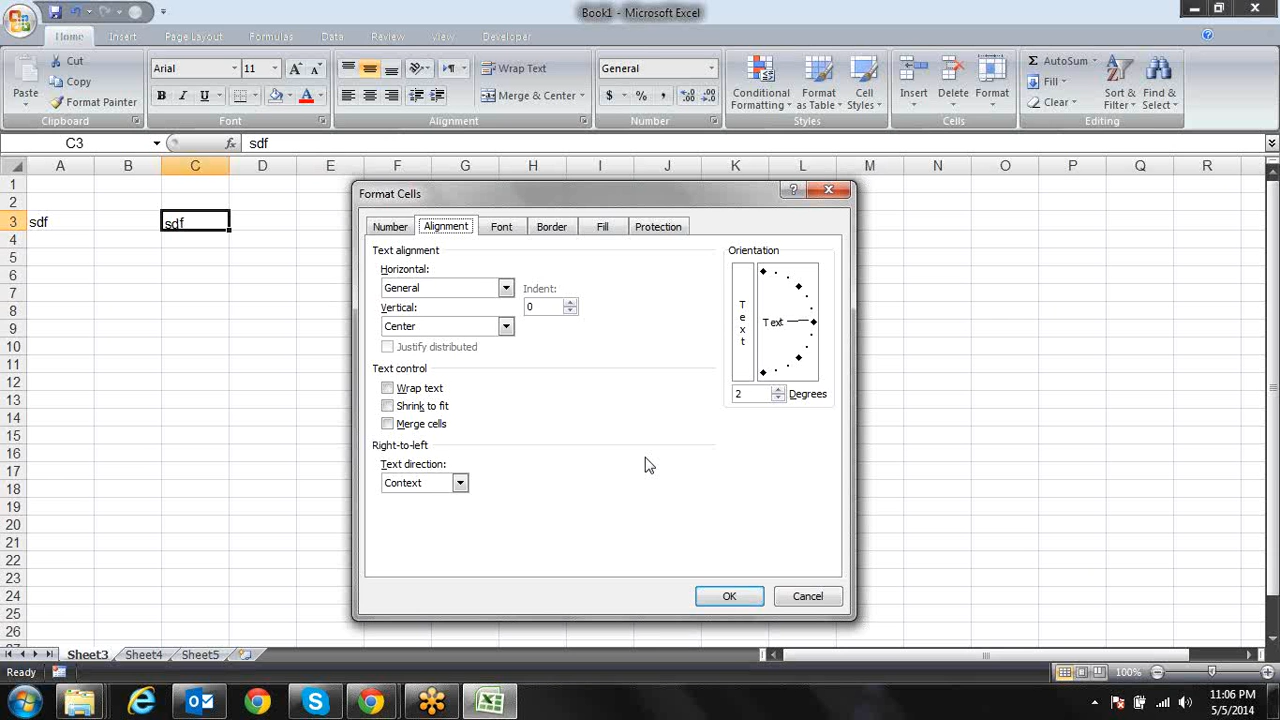 Book1 - Microsoft Excel
Home Insert Page Layout Formulas Data Review View Developer
Paste Cut Copy Format Painter Clipboard
Arial 11 A A B I U A Font
Wrap Text Merge & Center Alignment
General $ % , Number
Conditional Formatting Format as Table Cell Styles Styles
Insert Delete Format Cells
Σ AutoSum Fill Clear Sort & Filter Find & Select Editing
C3 fx sdf
A B C D E F G H I J K L M N O P Q R
1
2
3 sdf sdf
4
5
6
7
8
9
10
11
12
13
14
15
16
17
18
19
20
21
22
23
24
25
26
27
Format Cells ?
Number Alignment Font Border Fill Protection
Text alignment
Horizontal:
General
Indent:
0
Vertical:
Center
Justify distributed
Text control
Wrap text
Shrink to fit
Merge cells
Right-to-left
Text direction:
Context
Orientation
Text
Text
2 Degrees
OK Cancel
Sheet3 Sheet4 Sheet5
Ready 100%
11:06 PM
5/5/2014